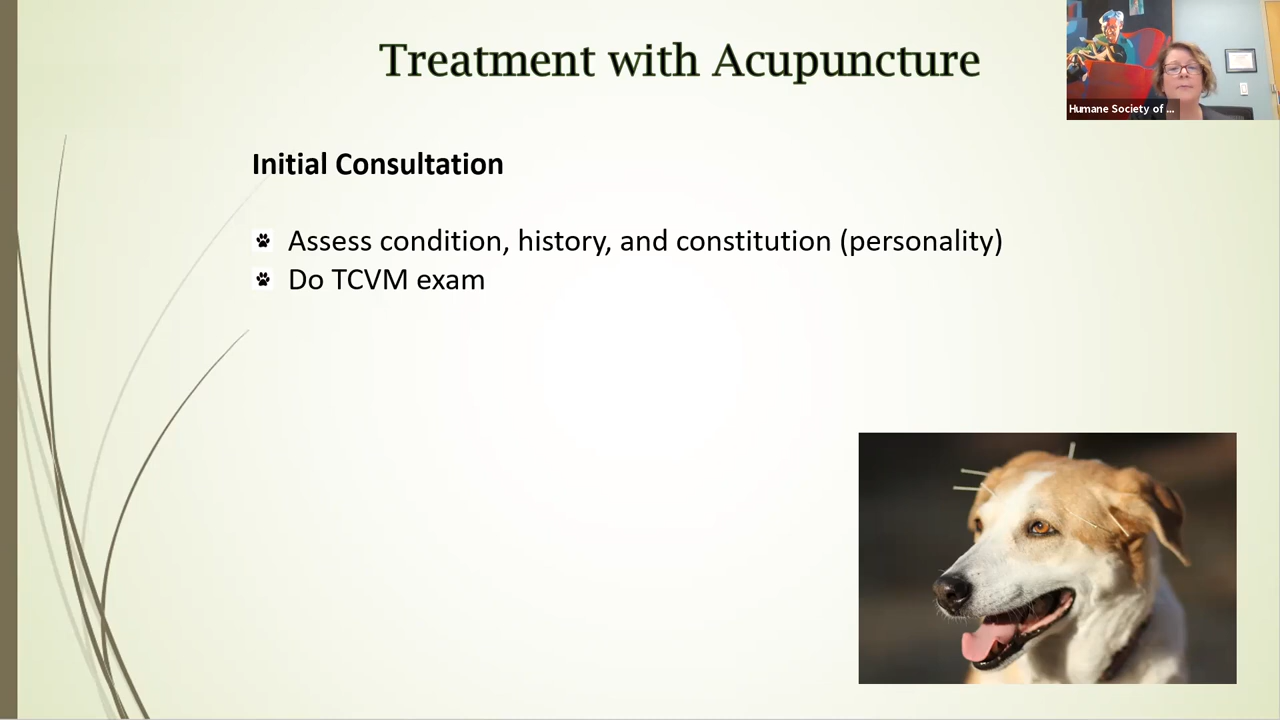 Treatment with Acupuncture
Humane Society of ...
Initial Consultation
Assess condition, history, and constitution (personality)
Do TCVM exam